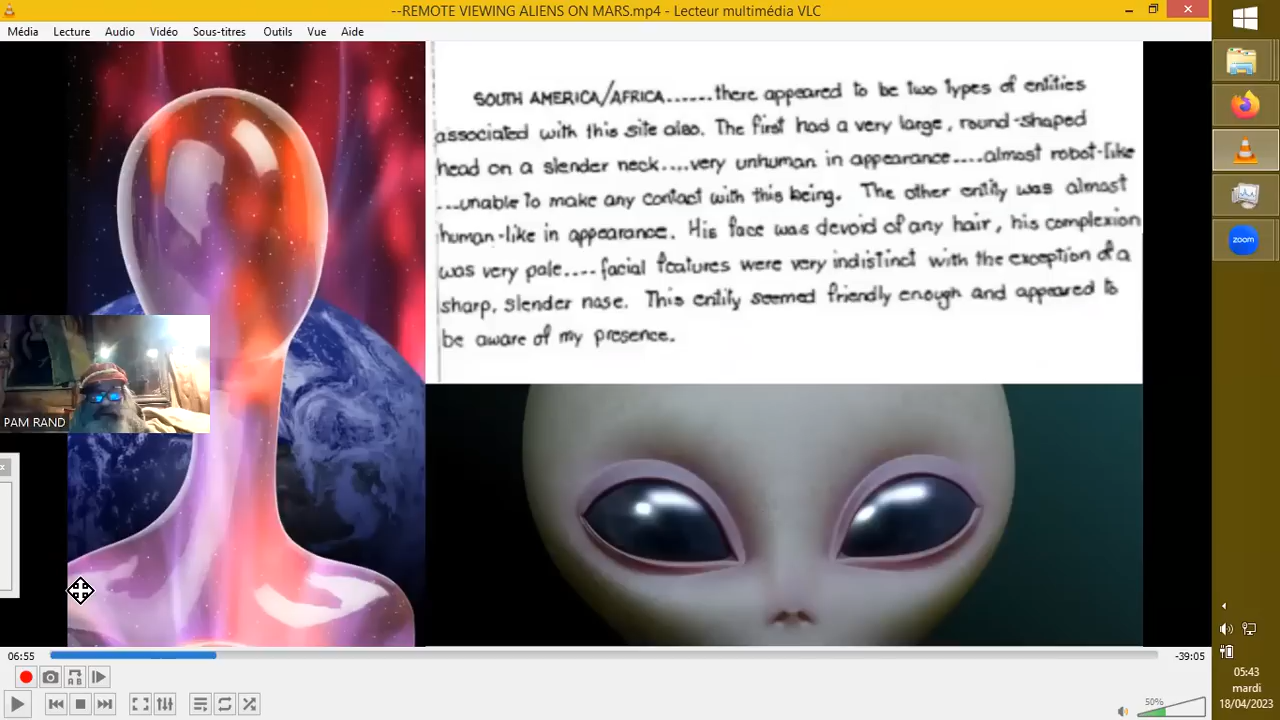 --REMOTE VIEWING ALIENS ON MARS.mp4 - Lecteur multimédia VLC
Média Lecture Audio Vidéo Sous-titres Outils Vue Aide
SOUTH AMERICA/AFRICA......there appeared to be two types of entities
associated with this site also. The first had a very large, round-shaped
head on a slender neck....very unhuman in appearance....almost robot-like
...unable to make any contact with this being. The other entity was almost
human-like in appearance. His face was devoid of any hair, his complexion
was very pale....facial features were very indistinct with the exception of a
sharp, slender nose. This entity seemed friendly enough and appeared to
be aware of my presence.
PAM RAND
zoom
06:55
-39:05
A B
50%
05:43
mardi
18/04/2023